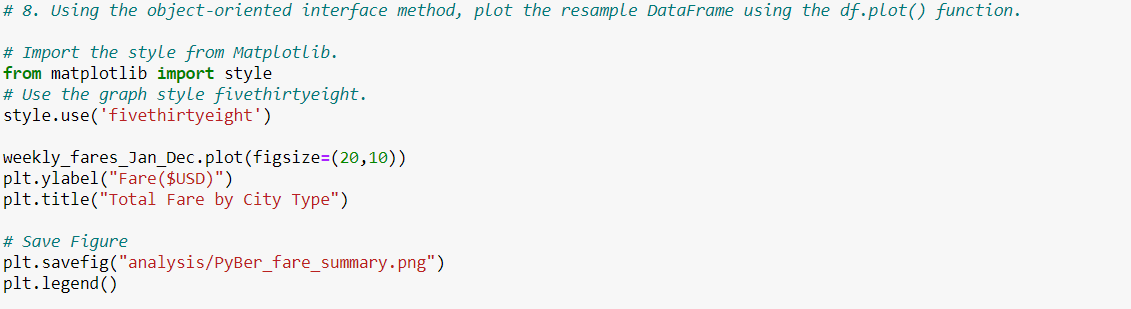 # 8. Using the object-oriented interface method, plot the resample DataFrame using the df.plot() function.
# Import the style from Matplotlib.
from matplotlib import style
# Use the graph style fivethirtyeight.
style.use('fivethirtyeight')
weekly_fares_Jan_Dec.plot(figsize=(20,10))
plt.ylabel("Fare($USD)")
plt.title("Total Fare by City Type")
# Save Figure
plt.savefig("analysis/PyBer_fare_summary.png")
plt.legend()